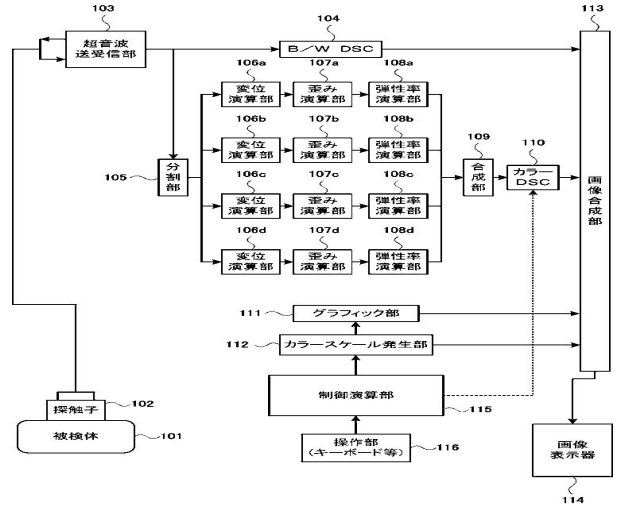 103
超音波
送受信部
104
B/W DSC
113
106a
変位
演算部
107a
歪み
演算部
108a
弾性率
演算部
106b
変位
演算部
107b
歪み
演算部
108b
弾性率
演算部
105
分割部
109
合成部
110
カラー
DSC
画像合成部
106c
変位
演算部
107c
歪み
演算部
108c
弾性率
演算部
106d
変位
演算部
107d
歪み
演算部
108d
弾性率
演算部
111
グラフィック部
112
カラースケール発生部
制御演算部
115
探触子
102
被検体
101
操作部
(キーボード等)
116
画像
表示器
114